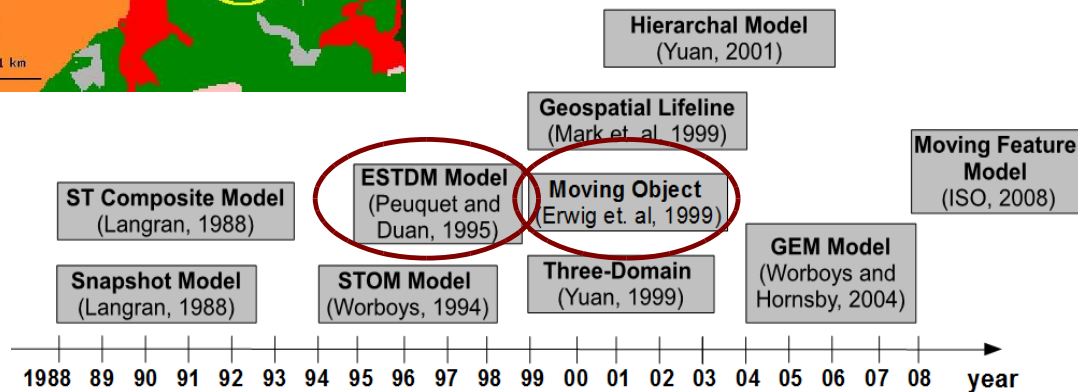 1 km
Hierarchal Model
(Yuan, 2001)
Geospatial Lifeline
(Mark et. al, 1999)
Moving Feature
Model
(ISO, 2008)
ESTDM Model
(Peuquet and
Duan, 1995)
Moving Object
(Erwig et. al, 1999)
ST Composite Model
(Langran, 1988)
GEM Model
(Worboys and
Hornsby, 2004)
Snapshot Model
(Langran, 1988)
STOM Model
(Worboys, 1994)
Three-Domain
(Yuan, 1999)
1988 89 90 91 92 93 94 95 96 97 98 99 00 01 02 03 04 05 06 07 08 year